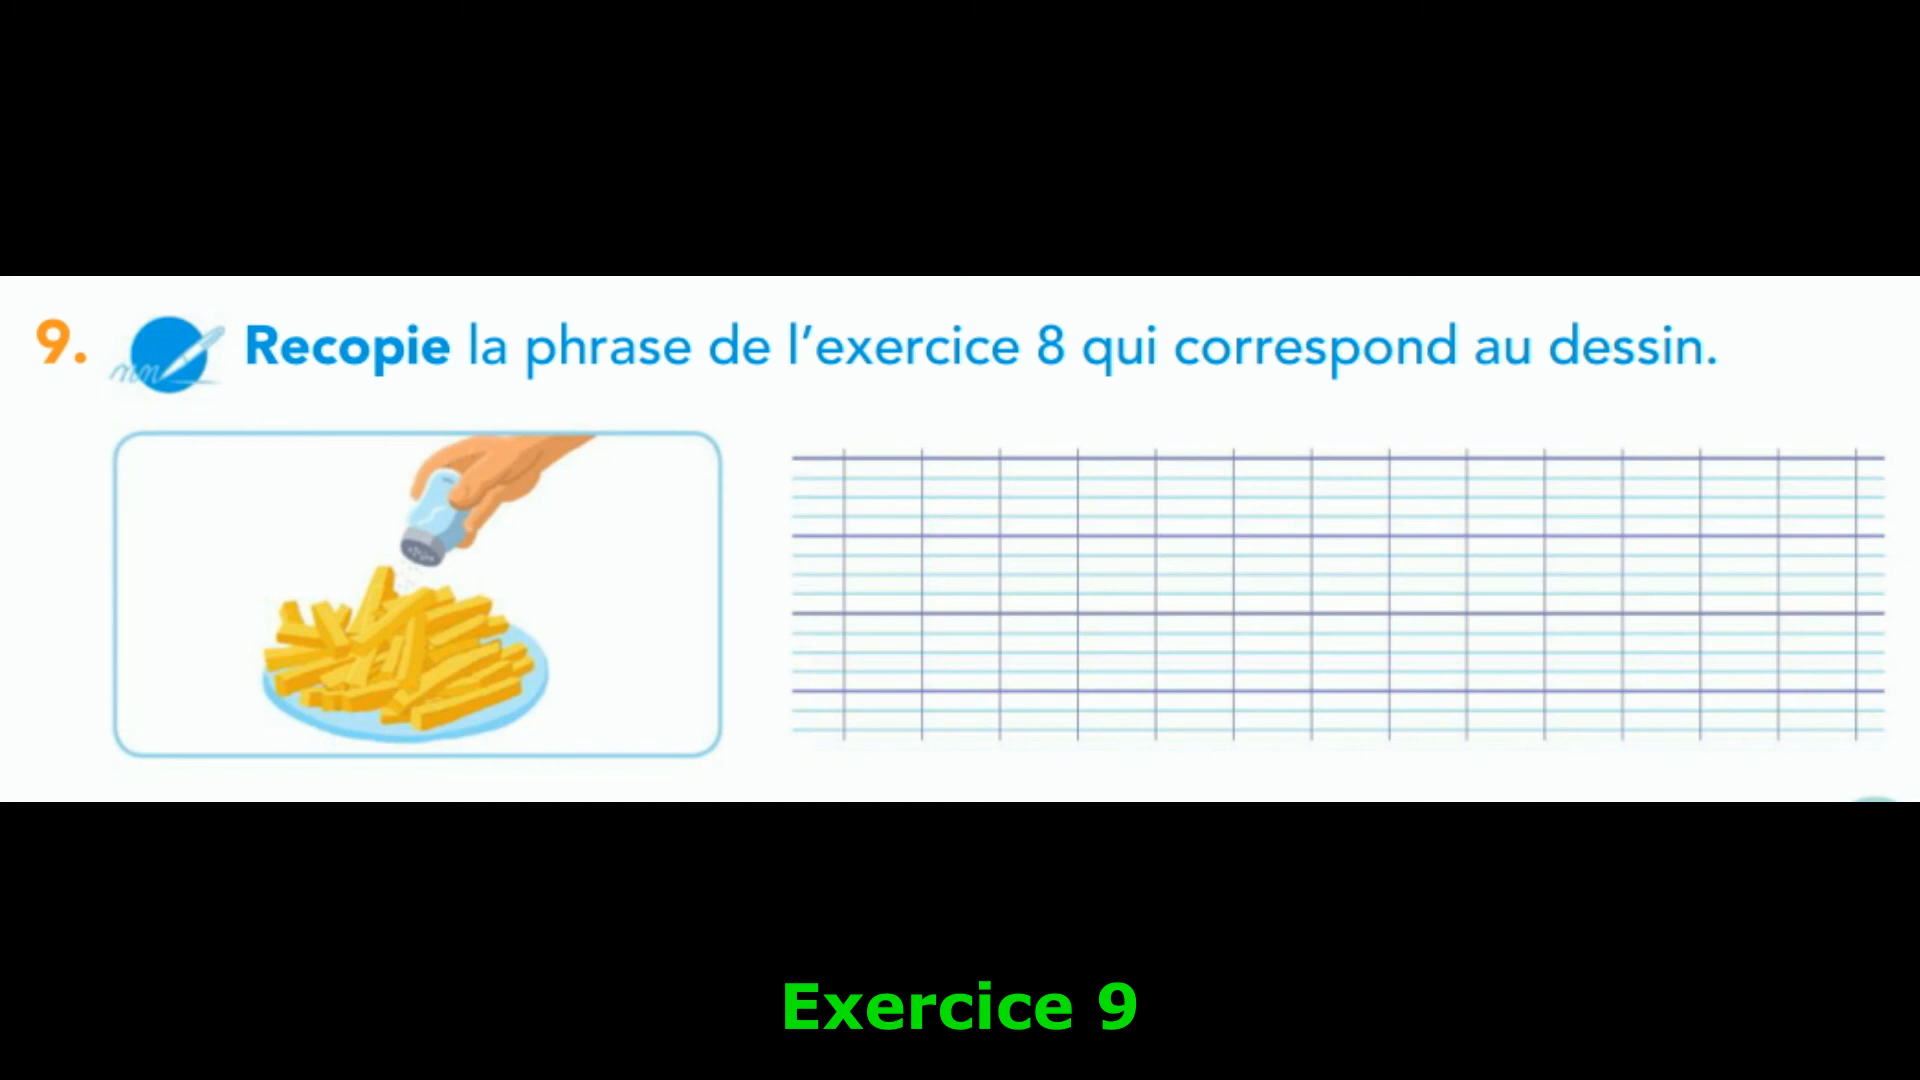 9. Recopie la phrase de l'exercice 8 qui correspond au dessin.
Exercice 9